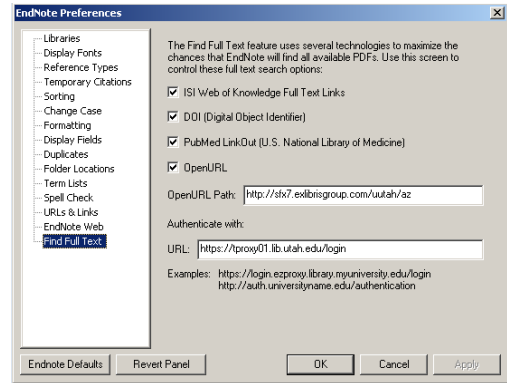 EndNote Preferences
Libraries
Display Fonts
Reference Types
Temporary Citations
Sorting
Change Case
Formatting
Display Fields
Duplicates
Folder Locations
Term Lists
Spell Check
URLs & Links
EndNote Web
Find Full Text
The Find Full Text feature uses several technologies to maximize the
chances that EndNote will find all available PDFs. Use this screen to
control these full text search options:
ISI Web of Knowledge Full Text Links
DOI (Digital Object Identifier)
PubMed LinkOut (U.S. National Library of Medicine)
OpenURL
OpenURL Path: http://sfx7.exlibrisgroup.com/uutah/az
Authenticate with:
URL: https://tproxy01.lib.utah.edu/login
Examples: https://login.ezproxy.library.myuniversity.edu/login
http://auth.universityname.edu/authentication
Endnote Defaults Revert Panel OK Cancel Apply